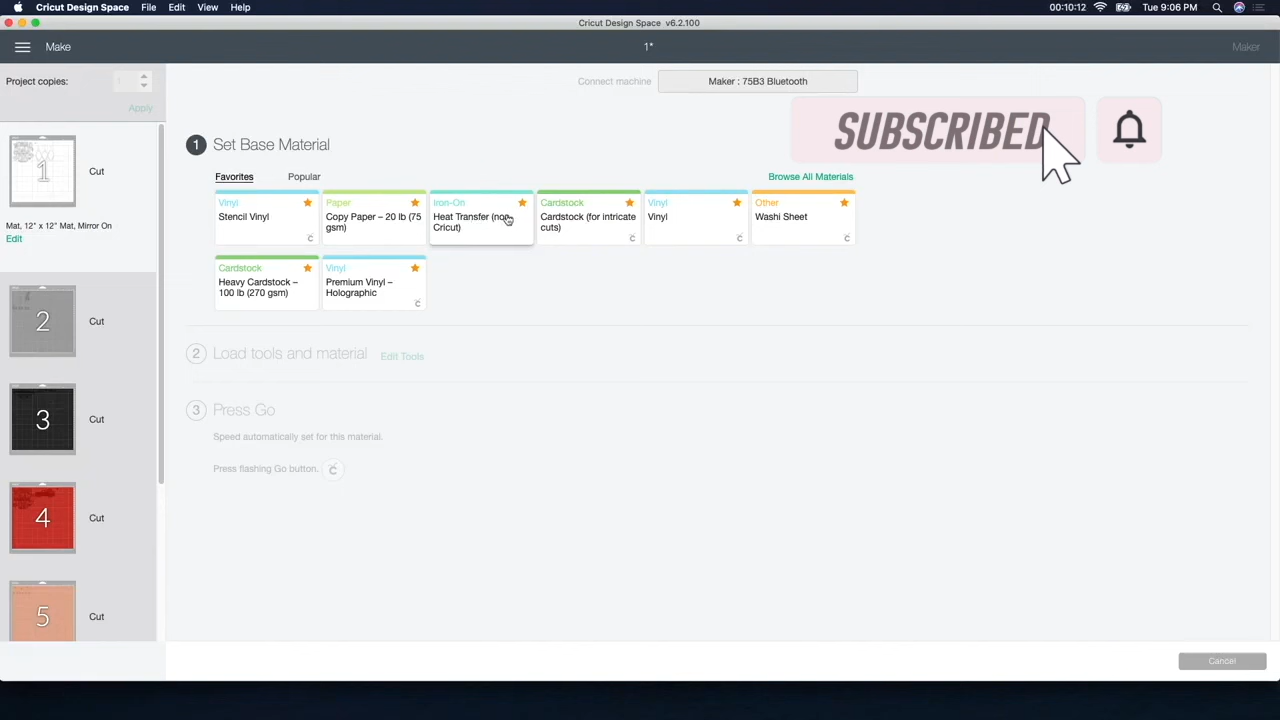 Cricut Design Space File Edit View Help 00:10:12 Tue 9:06 PM
Cricut Design Space v6.2.100
Make 1* Maker
Project copies: 1
Apply
Connect machine Maker : 75B3 Bluetooth
SUBSCRIBED
1 Set Base Material
Favorites Popular Browse All Materials
Vinyl
Stencil Vinyl
Paper
Copy Paper – 20 lb (75
gsm)
Iron-On
Heat Transfer (non-
Cricut)
Cardstock
Cardstock (for intricate
cuts)
Vinyl
Vinyl
Other
Washi Sheet
Cardstock
Heavy Cardstock –
100 lb (270 gsm)
Vinyl
Premium Vinyl –
Holographic
1 Cut
Mat, 12" x 12" Mat, Mirror On
Edit
2 Cut
3 Cut
4 Cut
5 Cut
2 Load tools and material Edit Tools
3 Press Go
Speed automatically set for this material.
Press flashing Go button.
Cancel